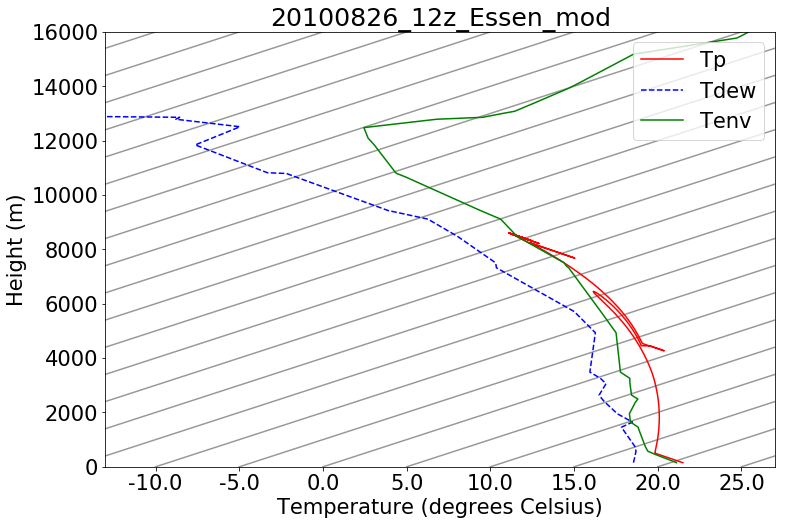 20100826_12z_Essen_mod
16000
14000
12000
10000
8000
6000
4000
2000
0
Height (m)
Tp
Tdew
Tenv
-10.0 -5.0 0.0 5.0 10.0 15.0 20.0 25.0
Temperature (degrees Celsius)